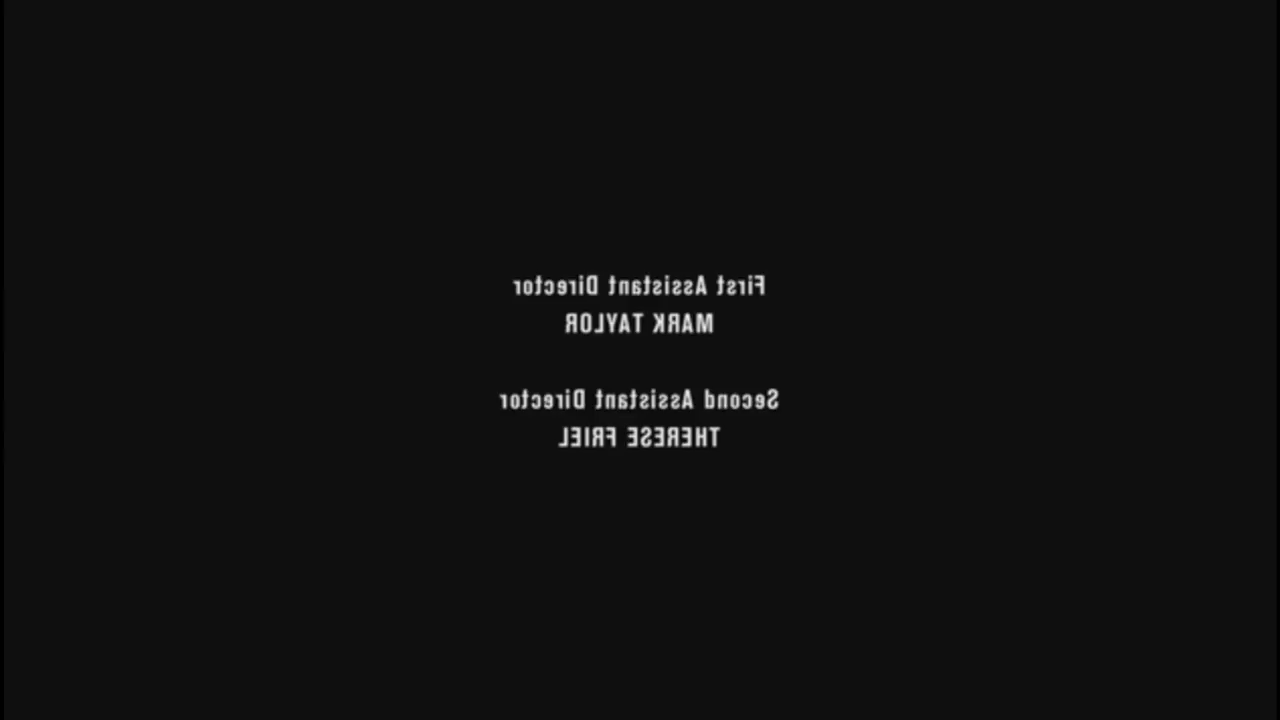 First Assistant Director
MARK TAYLOR
Second Assistant Director
THERESE FRIEL